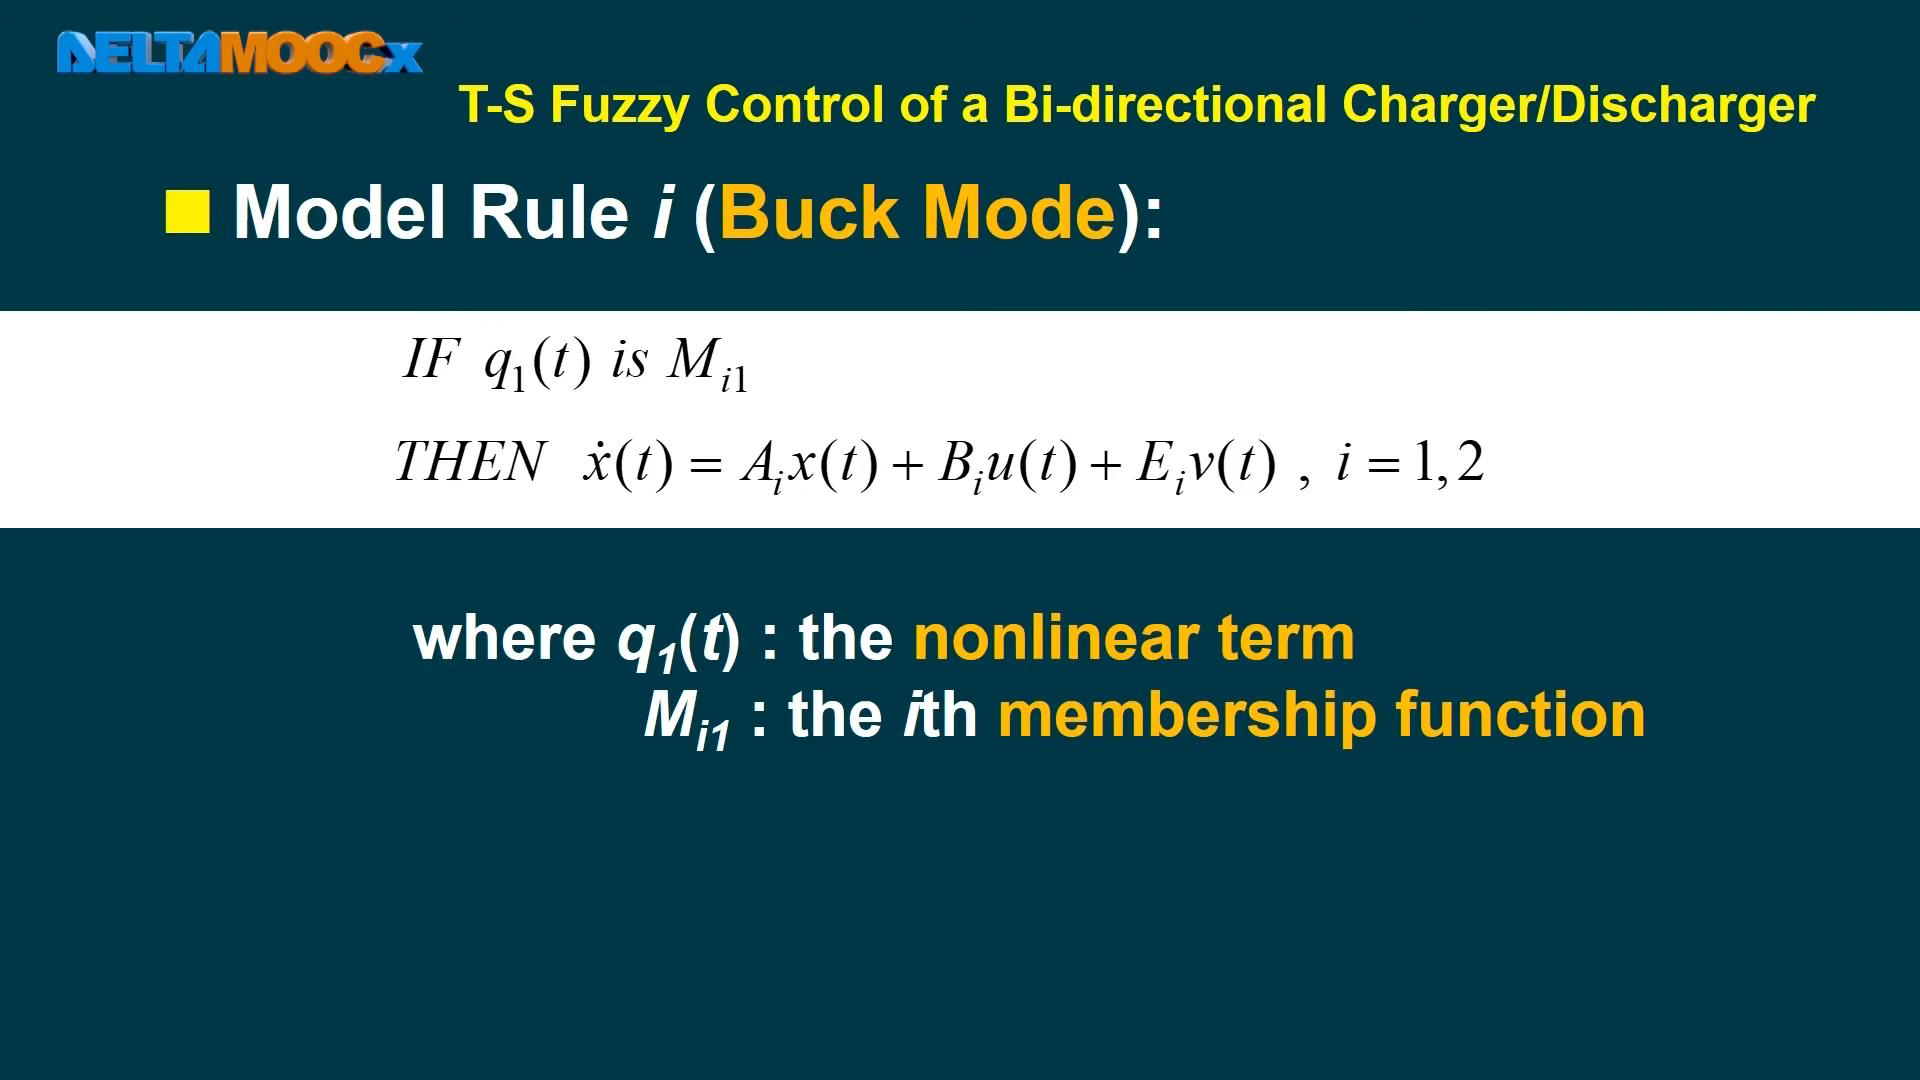 DELTAMOOCx
T-S Fuzzy Control of a Bi-directional Charger/Discharger
Model Rule i (Buck Mode):
IF q₁(t) is Mᵢ₁
THEN ẋ(t) = Aᵢx(t) + Bᵢu(t) + Eᵢv(t) , i = 1, 2
where q₁(t) : the nonlinear term
Mᵢ₁ : the ith membership function